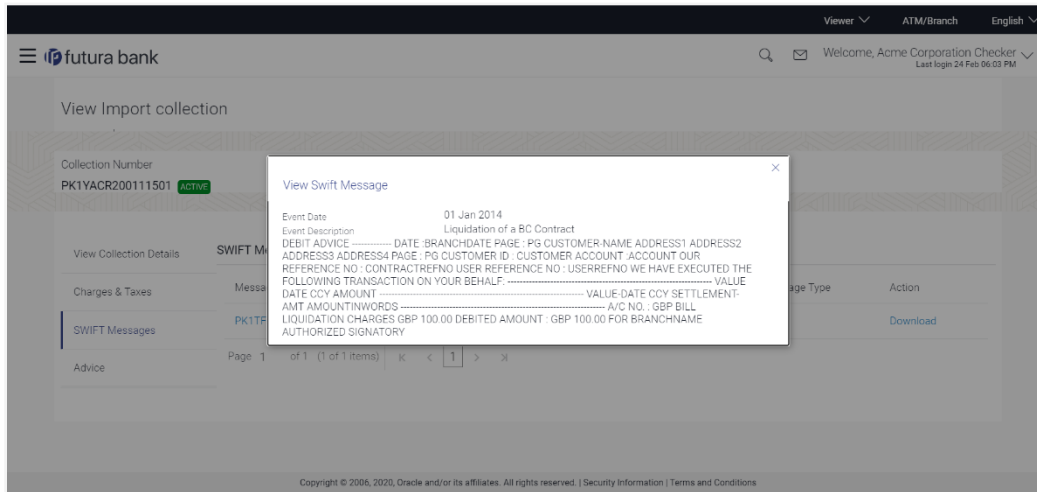 Viewer ATM/Branch English
futura bank
Welcome, Acme Corporation Checker
Last login 24 Feb 06:03 PM
View Import collection
Collection Number
PK1YACR200111501 ACTIVE
View Swift Message
Event Date 01 Jan 2014
Event Description Liquidation of a BC Contract
DEBIT ADVICE ------------ DATE :BRANCHDATE PAGE : PG CUSTOMER-NAME ADDRESS1 ADDRESS2
ADDRESS3 ADDRESS4 PAGE : PG CUSTOMER ID : CUSTOMER ACCOUNT :ACCOUNT OUR
REFERENCE NO : CONTRACTREFNO USER REFERENCE NO : USERREFNO WE HAVE EXECUTED THE
FOLLOWING TRANSACTION ON YOUR BEHALF: ------------------------------------------------------------ VALUE
DATE CCY AMOUNT ------------------------------------------------------------ VALUE-DATE CCY SETTLEMENT-
AMT AMOUNTINWORDS ------------------------------------------------------------ A/C NO. : GBP BILL
LIQUIDATION CHARGES GBP 100.00 DEBITED AMOUNT : GBP 100.00 FOR BRANCHNAME
AUTHORIZED SIGNATORY
View Collection Details
Charges & Taxes
SWIFT Messages
Advice
SWIFT
Action
Type
Download
Page 1 of 1 (1 of 1 items) 1
Copyright © 2006, 2020, Oracle and/or its affiliates. All rights reserved. | Security Information | Terms and Conditions